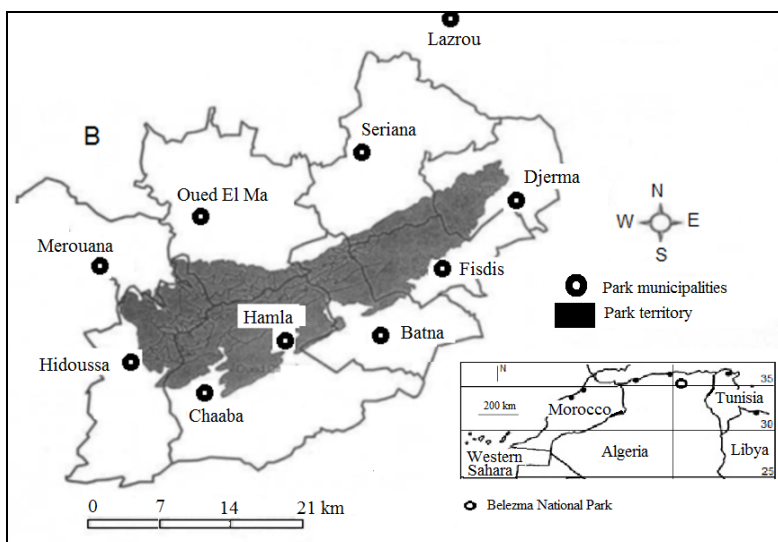 Lazrou
B
Seriana
Oued El Ma
Djerma
N
W E
S
Merouana
Fisdis
Park municipalities
Park territory
Hamla
Batna
Hidoussa
Chaaba
N
35
Morocco
Tunisia
200 km
30
Western
Sahara
Algeria
Libya
25
Belezma National Park
0 7 14 21 km